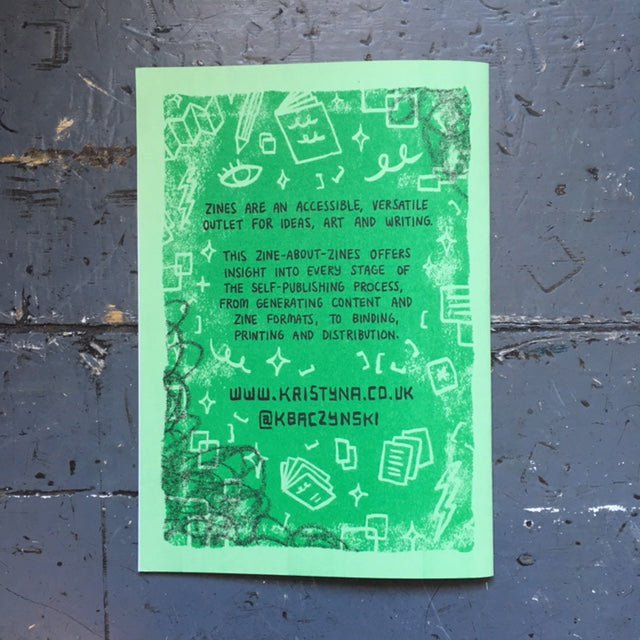 ZINES ARE AN ACCESSIBLE, VERSATILE
OUTLET FOR IDEAS, ART AND WRITING.
THIS ZINE-ABOUT-ZINES OFFERS
INSIGHT INTO EVERY STAGE OF
THE SELF-PUBLISHING PROCESS,
FROM GENERATING CONTENT AND
ZINE FORMATS, TO BINDING,
PRINTING AND DISTRIBUTION.
WWW.KRISTYNA.CO.UK
@KBACZYNSKI